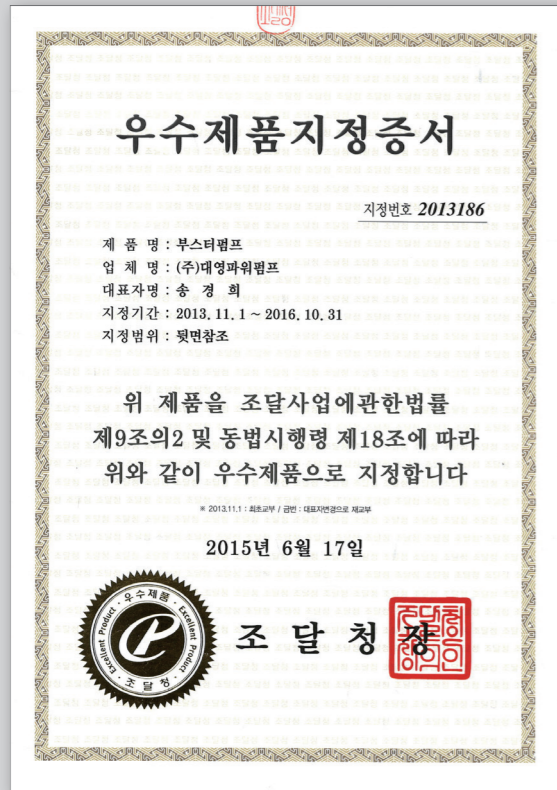 우수제품지정증서
지정번호 2013186
제 품 명 : 부스터펌프
업 체 명 : (주)대영파워펌프
대표자명 : 송 경 희
지정기간 : 2013. 11. 1 ~ 2016. 10. 31
지정범위 : 뒷면참조
위 제품을 조달사업에관한법률
제9조의2 및 동법시행령 제18조에 따라
위와 같이 우수제품으로 지정합니다
※ 2013.11.1 : 최초교부 / 금번 : 대표자변경으로 재교부
2015년 6월 17일
· 우수제품 ·
Excellent Product
Excellent Product
조달청
조 달 청 장